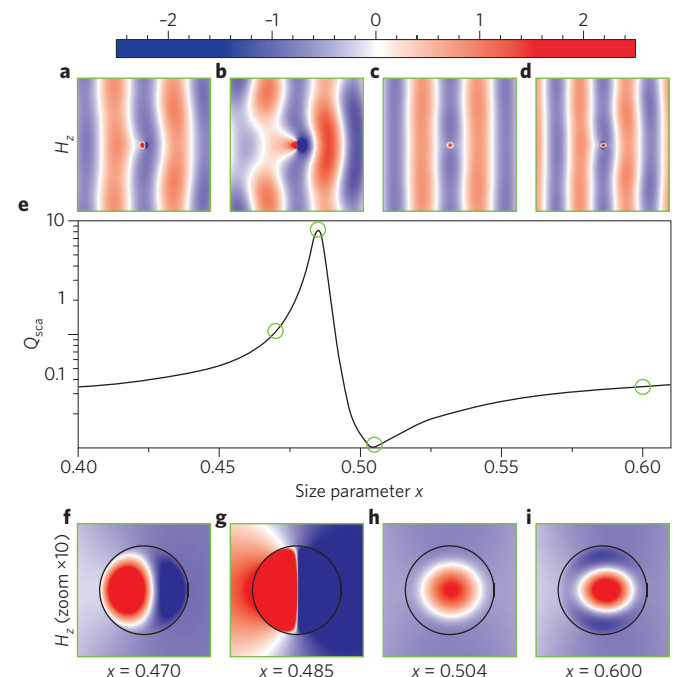 −2 −1 0 1 2
a b c d
H_z
e
10
1
0.1
Q_sca
0.40 0.45 0.50 0.55 0.60
Size parameter x
f g h i
H_z (zoom ×10)
x = 0.470 x = 0.485 x = 0.504 x = 0.600